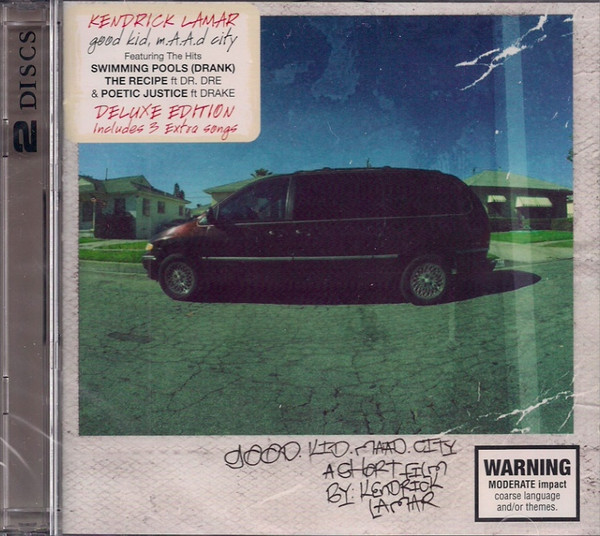 2 DISCS
KENDRICK LAMAR
good kid, m.A.A.d city
Featuring The Hits
SWIMMING POOLS (DRANK)
THE RECIPE ft DR. DRE
& POETIC JUSTICE ft DRAKE
DELUXE EDITION
Includes 3 Extra songs
gOOD. KID. MAAD. CITY
A SHORT FILM
BY: KENDRICK
LAMAR
WARNING
MODERATE impact
coarse language
and/or themes.